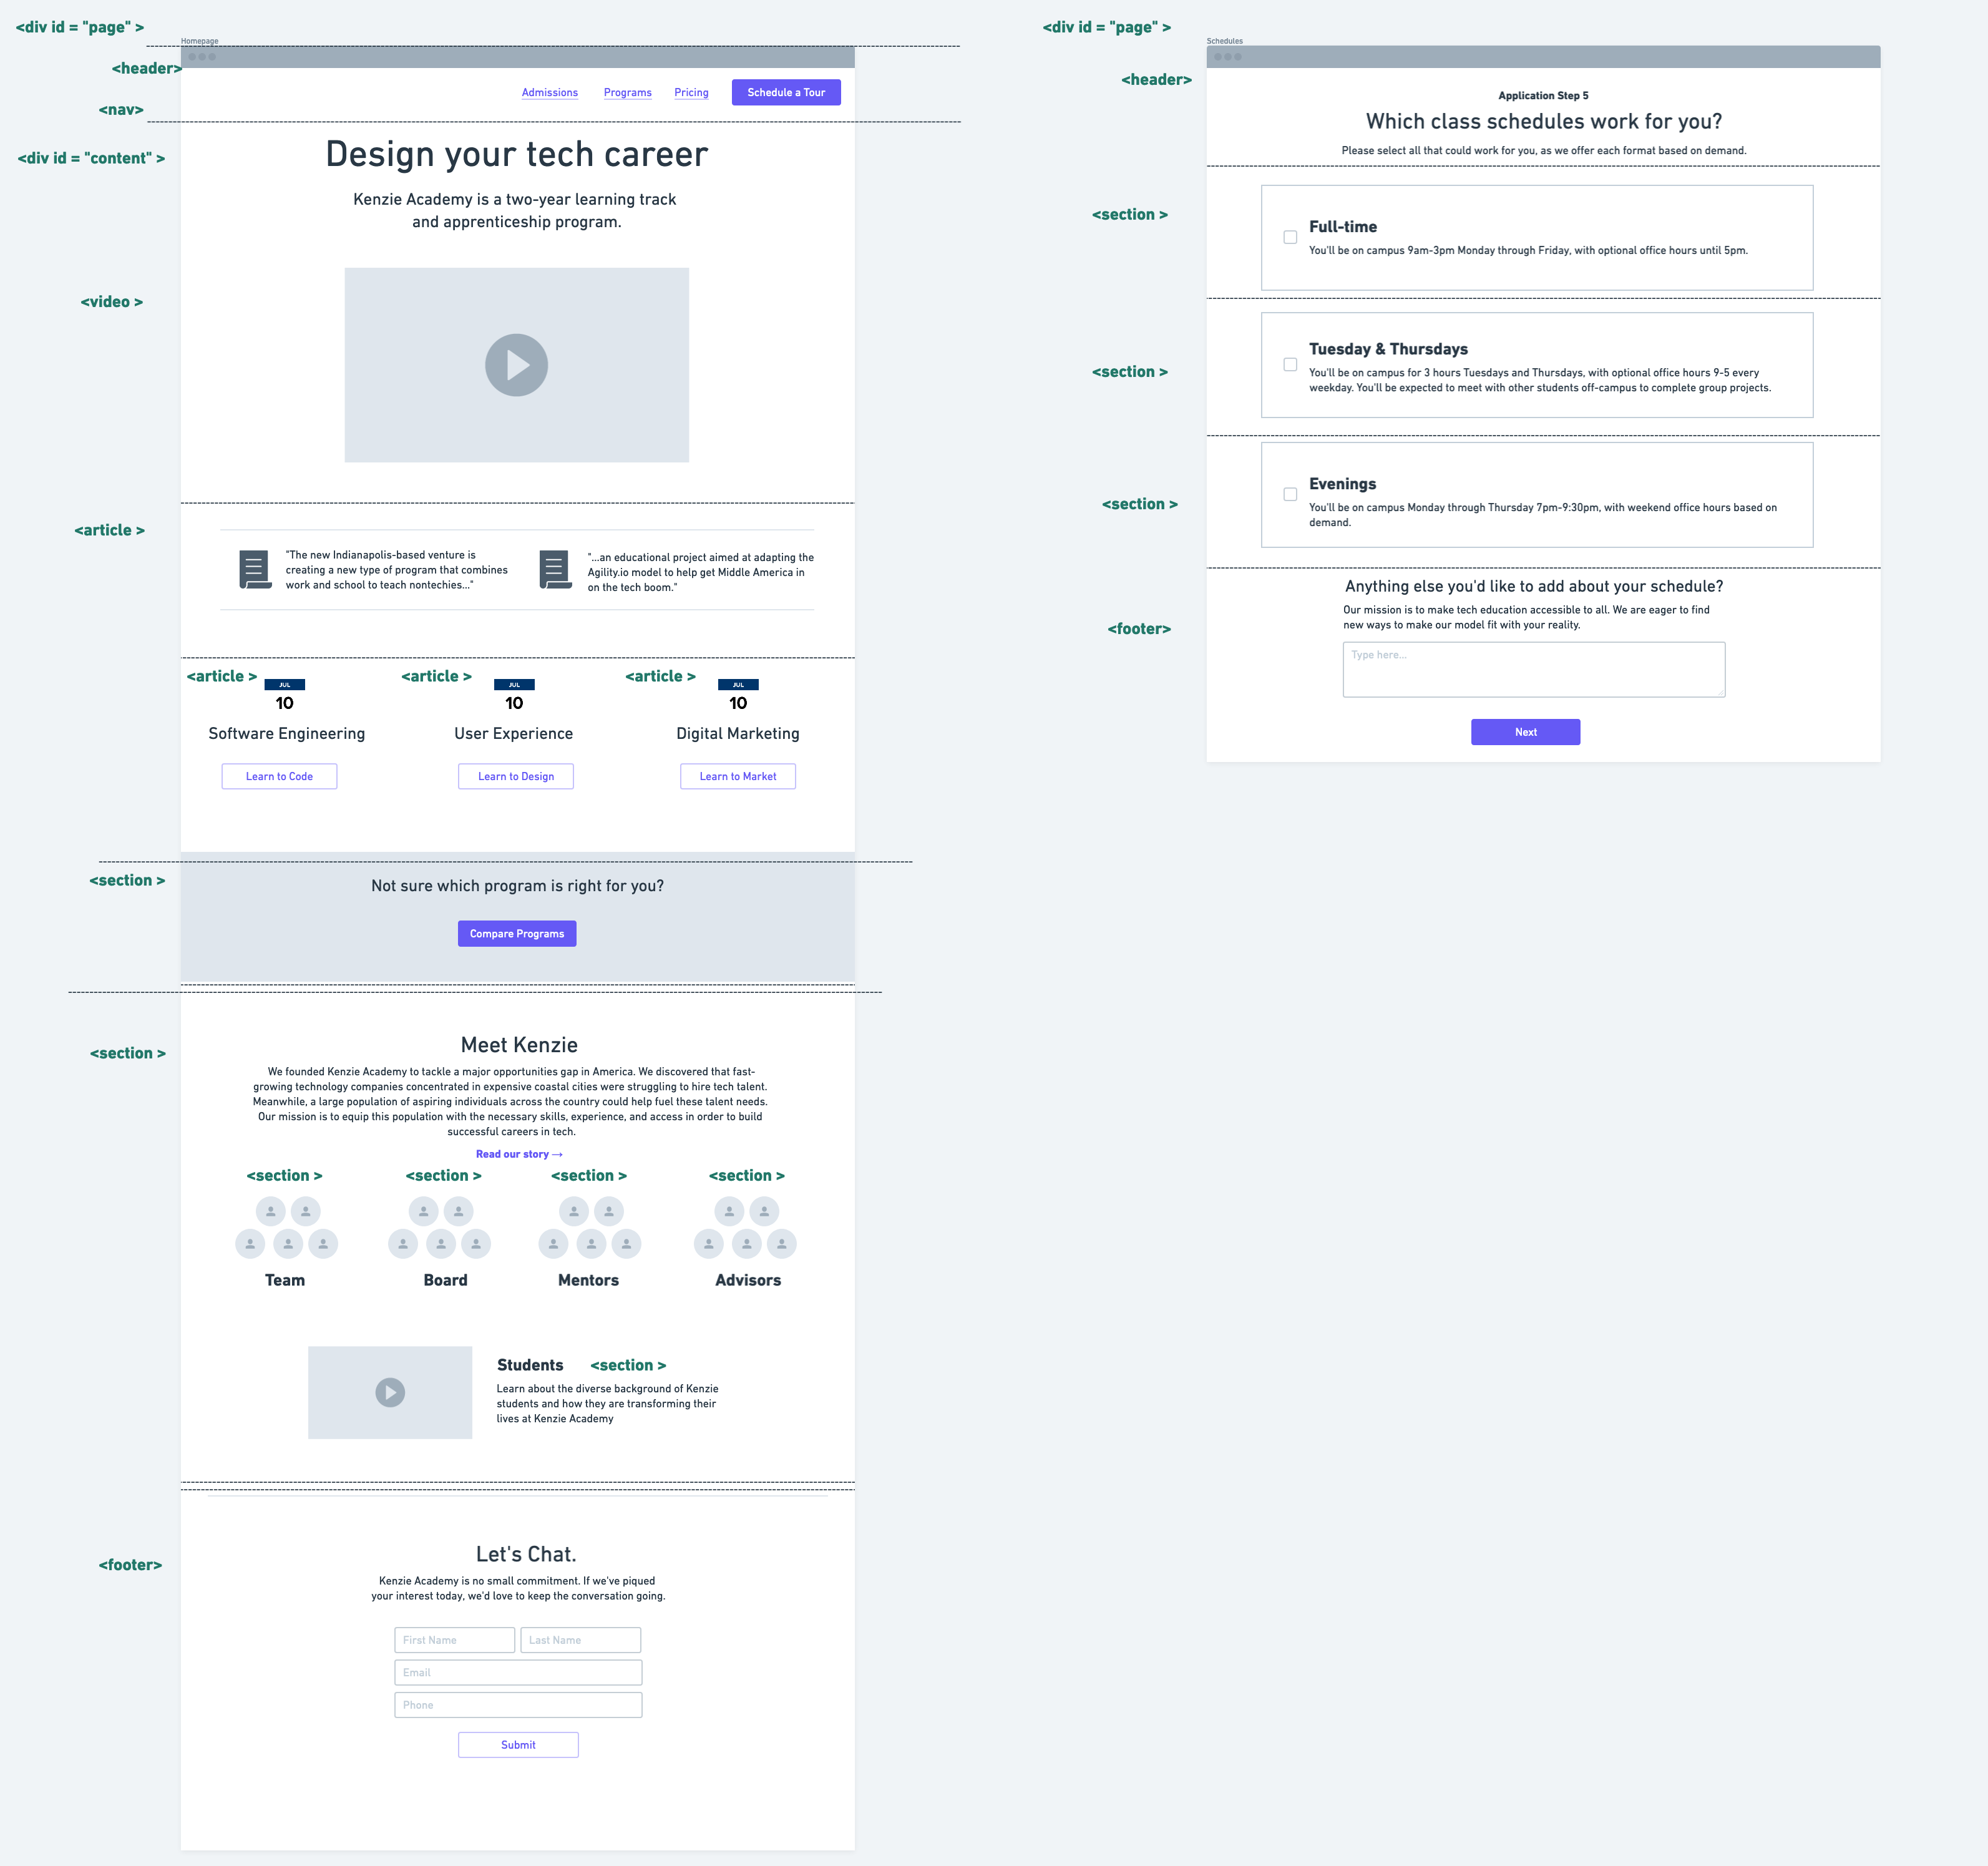 <div id = "page" >
Homepage
<header>
<nav>
Admissions Programs Pricing Schedule a Tour
<div id = "content" >
Design your tech career
Kenzie Academy is a two-year learning track
and apprenticeship program.
<video >
<article >
"The new Indianapolis-based venture is
creating a new type of program that combines
work and school to teach nontechies..."
"...an educational project aimed at adapting the
Agility.io model to help get Middle America in
on the tech boom."
<article > <article > <article >
JUL JUL JUL
10 10 10
Software Engineering User Experience Digital Marketing
Learn to Code Learn to Design Learn to Market
<section >
Not sure which program is right for you?
Compare Programs
<section >
Meet Kenzie
We founded Kenzie Academy to tackle a major opportunities gap in America. We discovered that fast-
growing technology companies concentrated in expensive coastal cities were struggling to hire tech talent.
Meanwhile, a large population of aspiring individuals across the country could help fuel these talent needs.
Our mission is to equip this population with the necessary skills, experience, and access in order to build
successful careers in tech.
Read our story →
<section > <section > <section > <section >
Team Board Mentors Advisors
Students <section >
Learn about the diverse background of Kenzie
students and how they are transforming their
lives at Kenzie Academy
<footer>
Let's Chat.
Kenzie Academy is no small commitment. If we've piqued
your interest today, we'd love to keep the conversation going.
First Name Last Name
Email
Phone
Submit
<div id = "page" >
Schedules
<header>
Application Step 5
Which class schedules work for you?
Please select all that could work for you, as we offer each format based on demand.
<section >
Full-time
You'll be on campus 9am-3pm Monday through Friday, with optional office hours until 5pm.
<section >
Tuesday & Thursdays
You'll be on campus for 3 hours Tuesdays and Thursdays, with optional office hours 9-5 every
weekday. You'll be expected to meet with other students off-campus to complete group projects.
<section >
Evenings
You'll be on campus Monday through Thursday 7pm-9:30pm, with weekend office hours based on
demand.
<footer>
Anything else you'd like to add about your schedule?
Our mission is to make tech education accessible to all. We are eager to find
new ways to make our model fit with your reality.
Type here...
Next